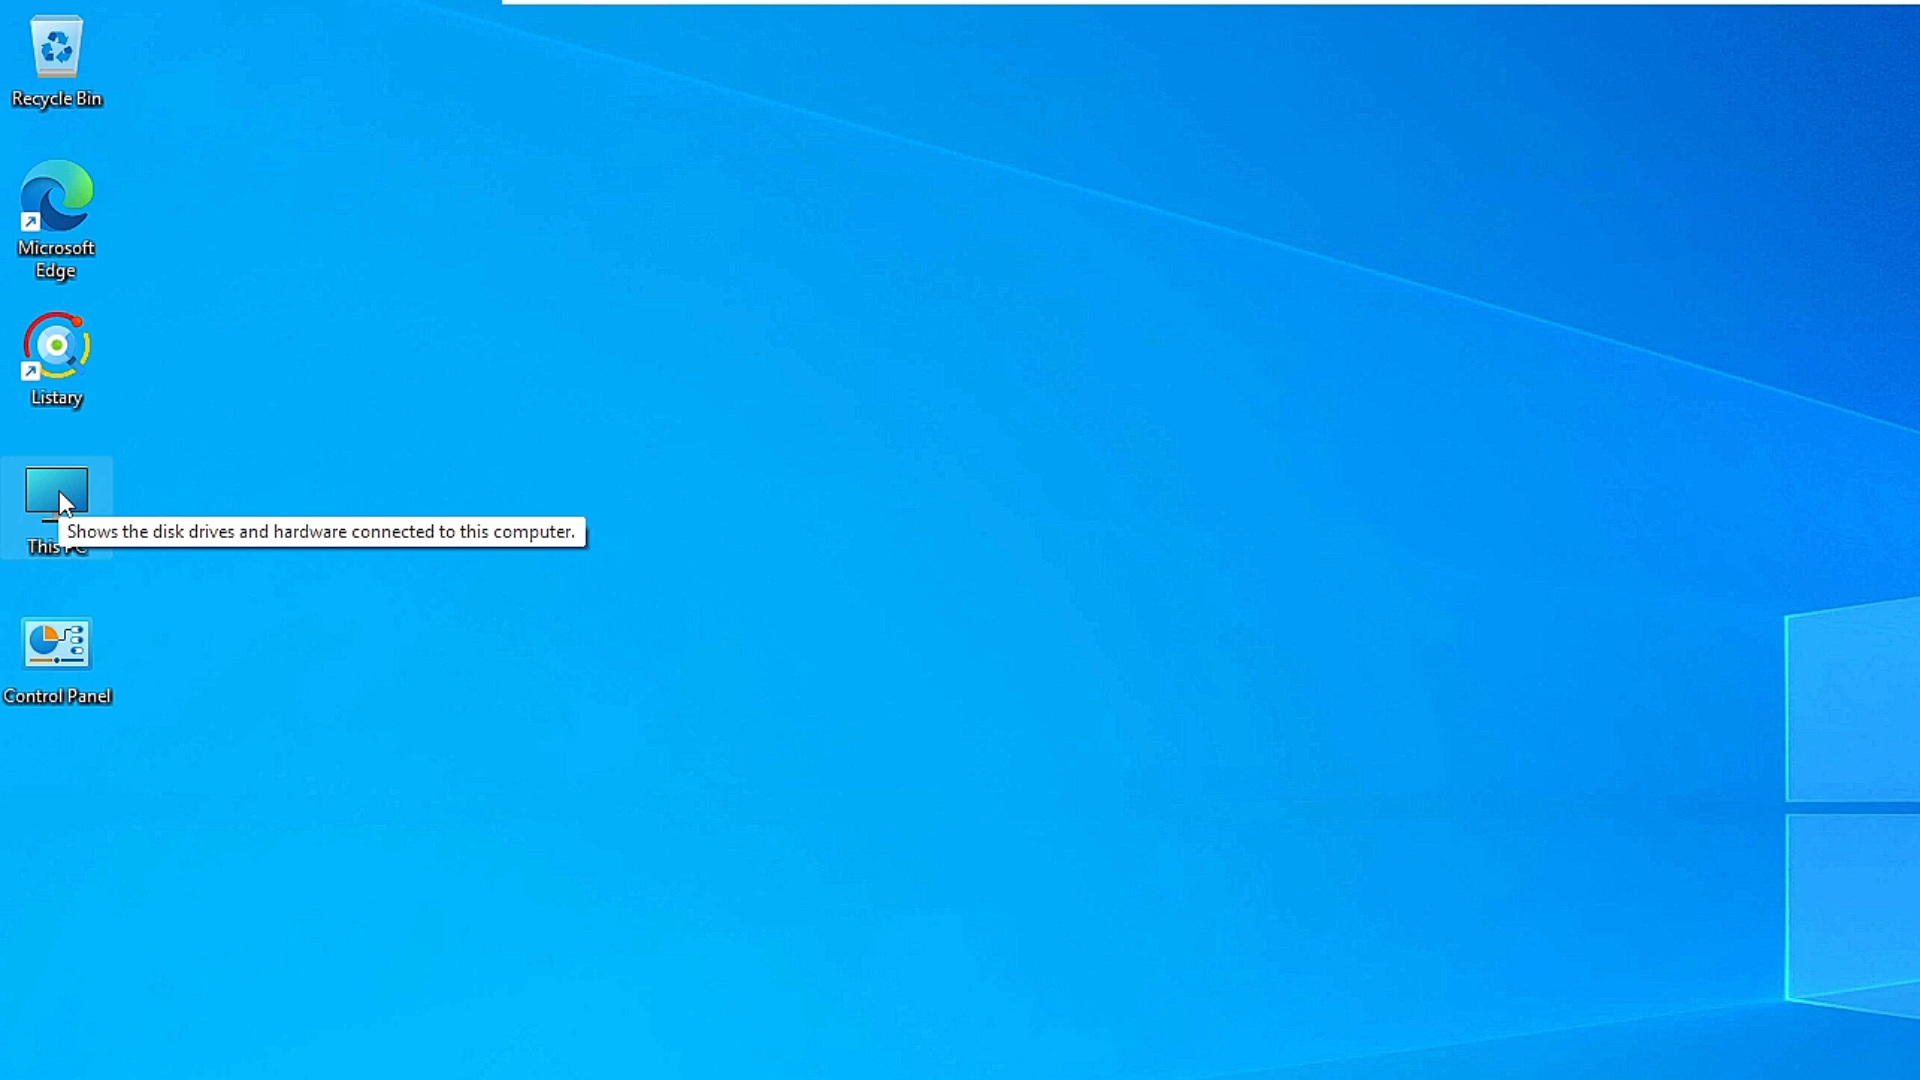 Recycle Bin
Microsoft
Edge
Listary
Shows the disk drives and hardware connected to this computer.
This PC
Control Panel